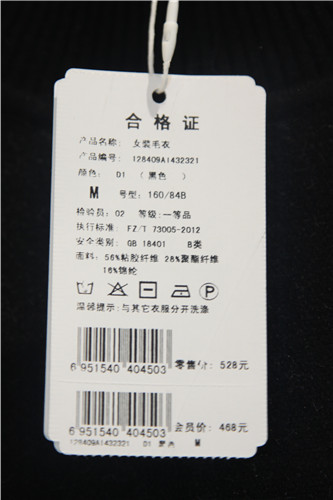 合格证
产品名称: 女装毛衣
产品编号: 128409A1432321
颜色: D1 (黑色)
M 号型: 160/84B
检验员: 02 等级: 一等品
执行标准: FZ/T 73005-2012
安全类别: GB 18401 B类
面料: 56%粘胶纤维 28%聚酯纤维
16%锦纶
P
温馨提示: 与其它衣服分开洗涤
6 951540 404503
零售价: 528元
6 951540 404503
会员价: 468元
128409A1432321 D1 M